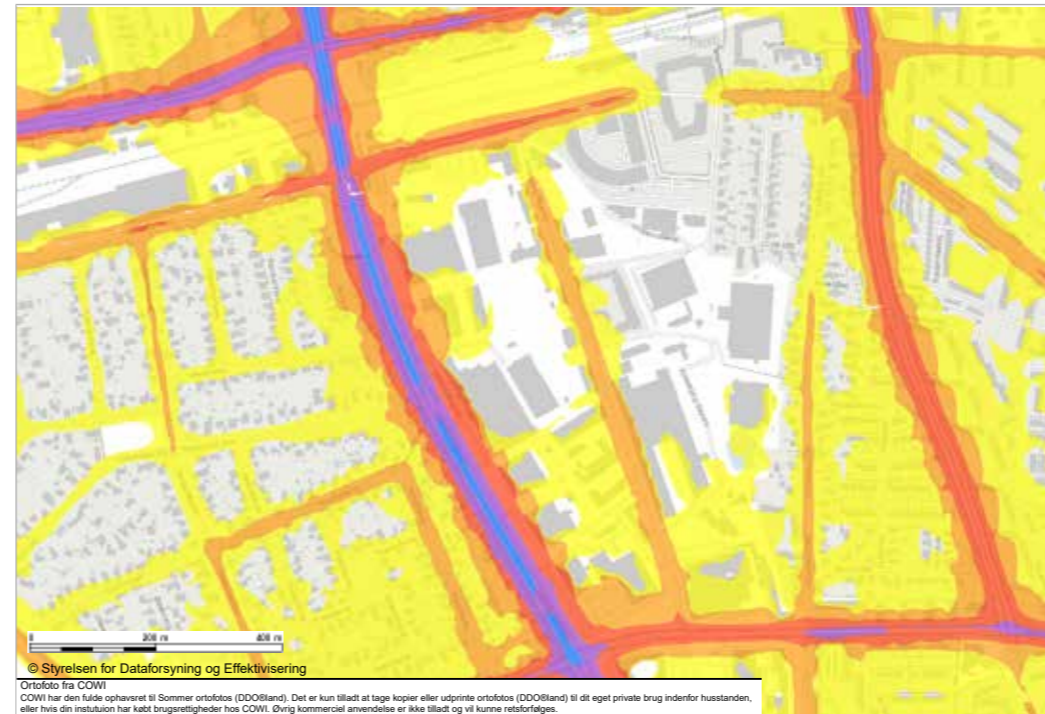 0 200 m 400 m
© Styrelsen for Dataforsyning og Effektivisering
Ortofoto fra COWI
COWI har den fulde ophavsret til Sommer ortofotos (DDO®land). Det er kun tilladt at tage kopier eller udprinte ortofotos (DDO®land) til dit eget private brug indenfor husstanden,
eller hvis din instutuion har købt brugsrettigheder hos COWI. Øvrig kommerciel anvendelse er ikke tilladt og vil kunne retsforfølges.